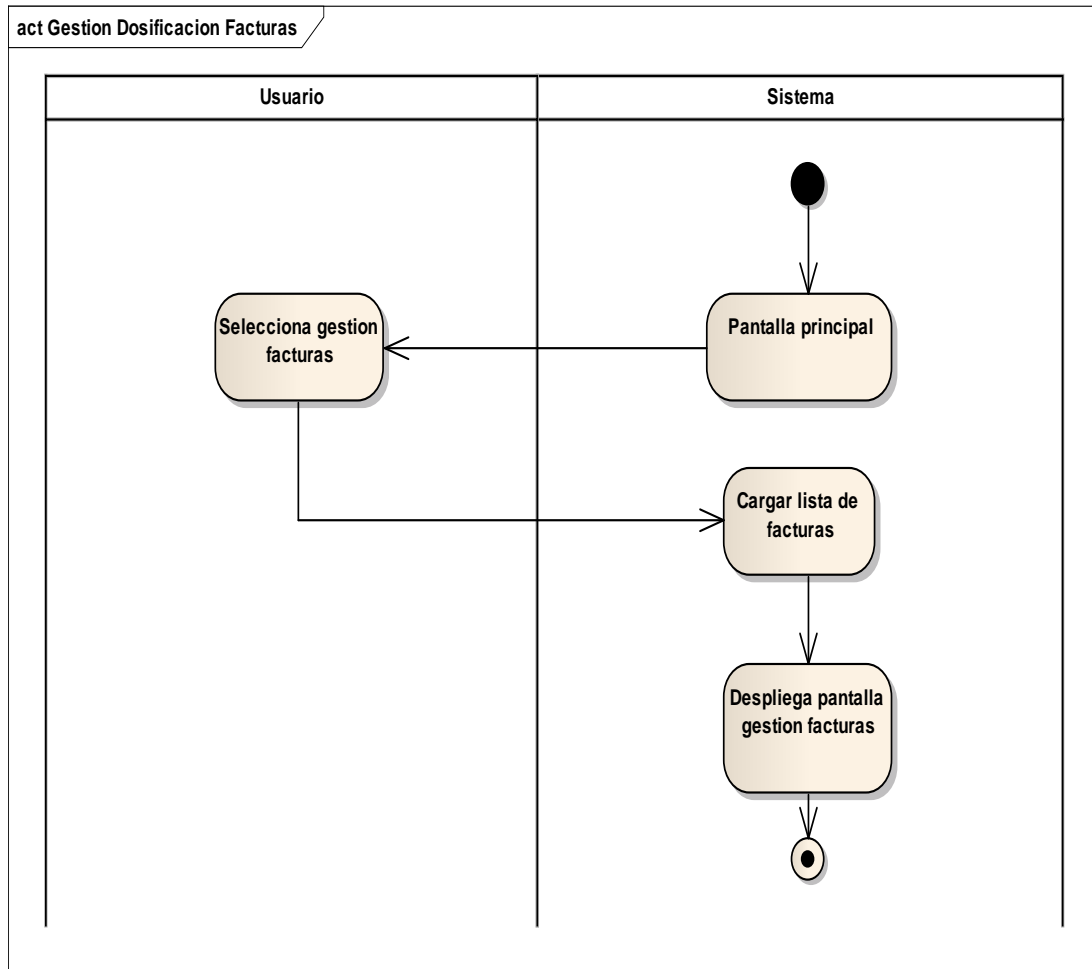 act Gestion Dosificacion Facturas
Usuario
Sistema
Selecciona gestion
facturas
Pantalla principal
Cargar lista de
facturas
Despliega pantalla
gestion facturas